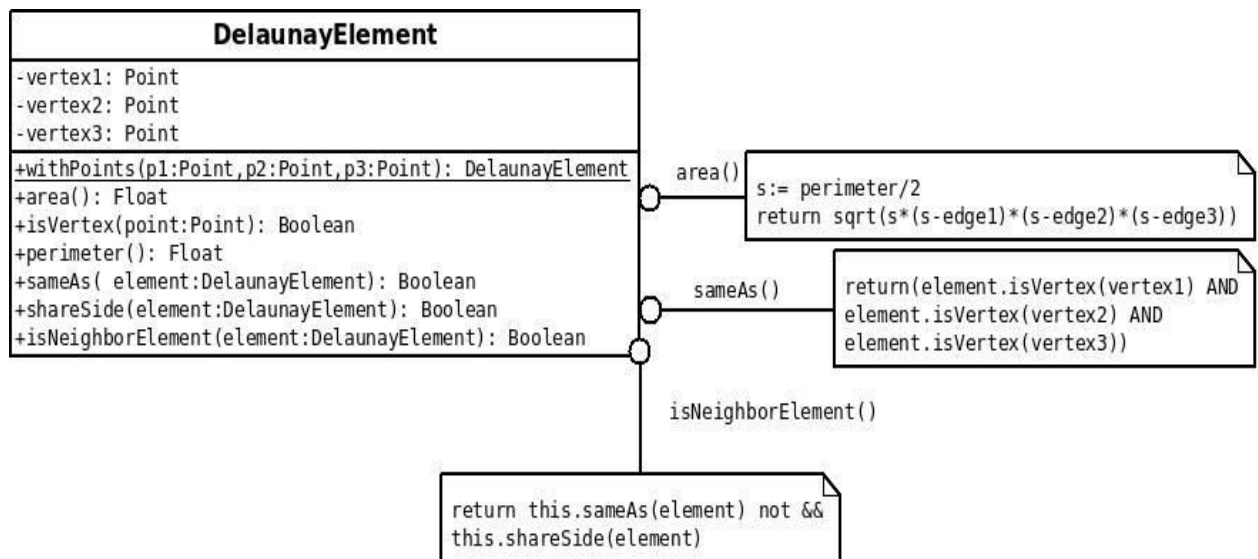 DelaunayElement
-vertex1: Point
-vertex2: Point
-vertex3: Point
+withPoints(p1:Point,p2:Point,p3:Point): DelaunayElement
+area(): Float
+isVertex(point:Point): Boolean
+perimeter(): Float
+sameAs( element:DelaunayElement): Boolean
+shareSide(element:DelaunayElement): Boolean
+isNeighborElement(element:DelaunayElement): Boolean
area()
s:= perimeter/2
return sqrt(s*(s-edge1)*(s-edge2)*(s-edge3))
sameAs()
return(element.isVertex(vertex1) AND
element.isVertex(vertex2) AND
element.isVertex(vertex3))
isNeighborElement()
return this.sameAs(element) not &&
this.shareSide(element)